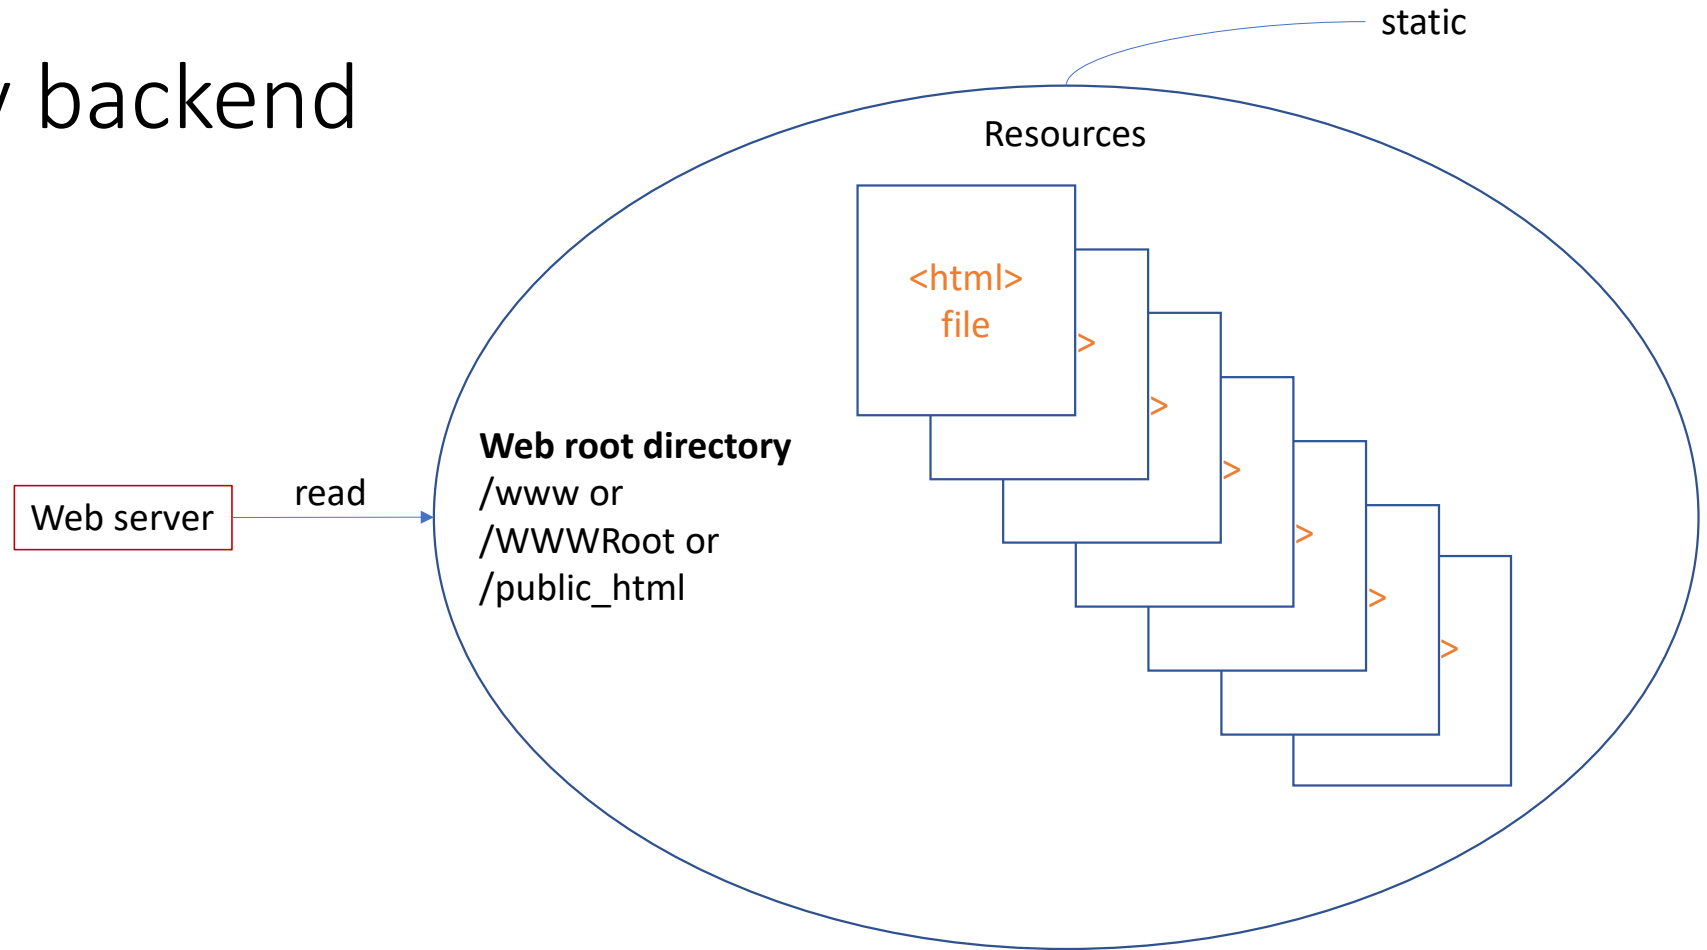 static
y backend
Resources
<html>
file
>
>
>
>
>
>
Web root directory
/www or
/WWWRoot or
/public_html
read
Web server